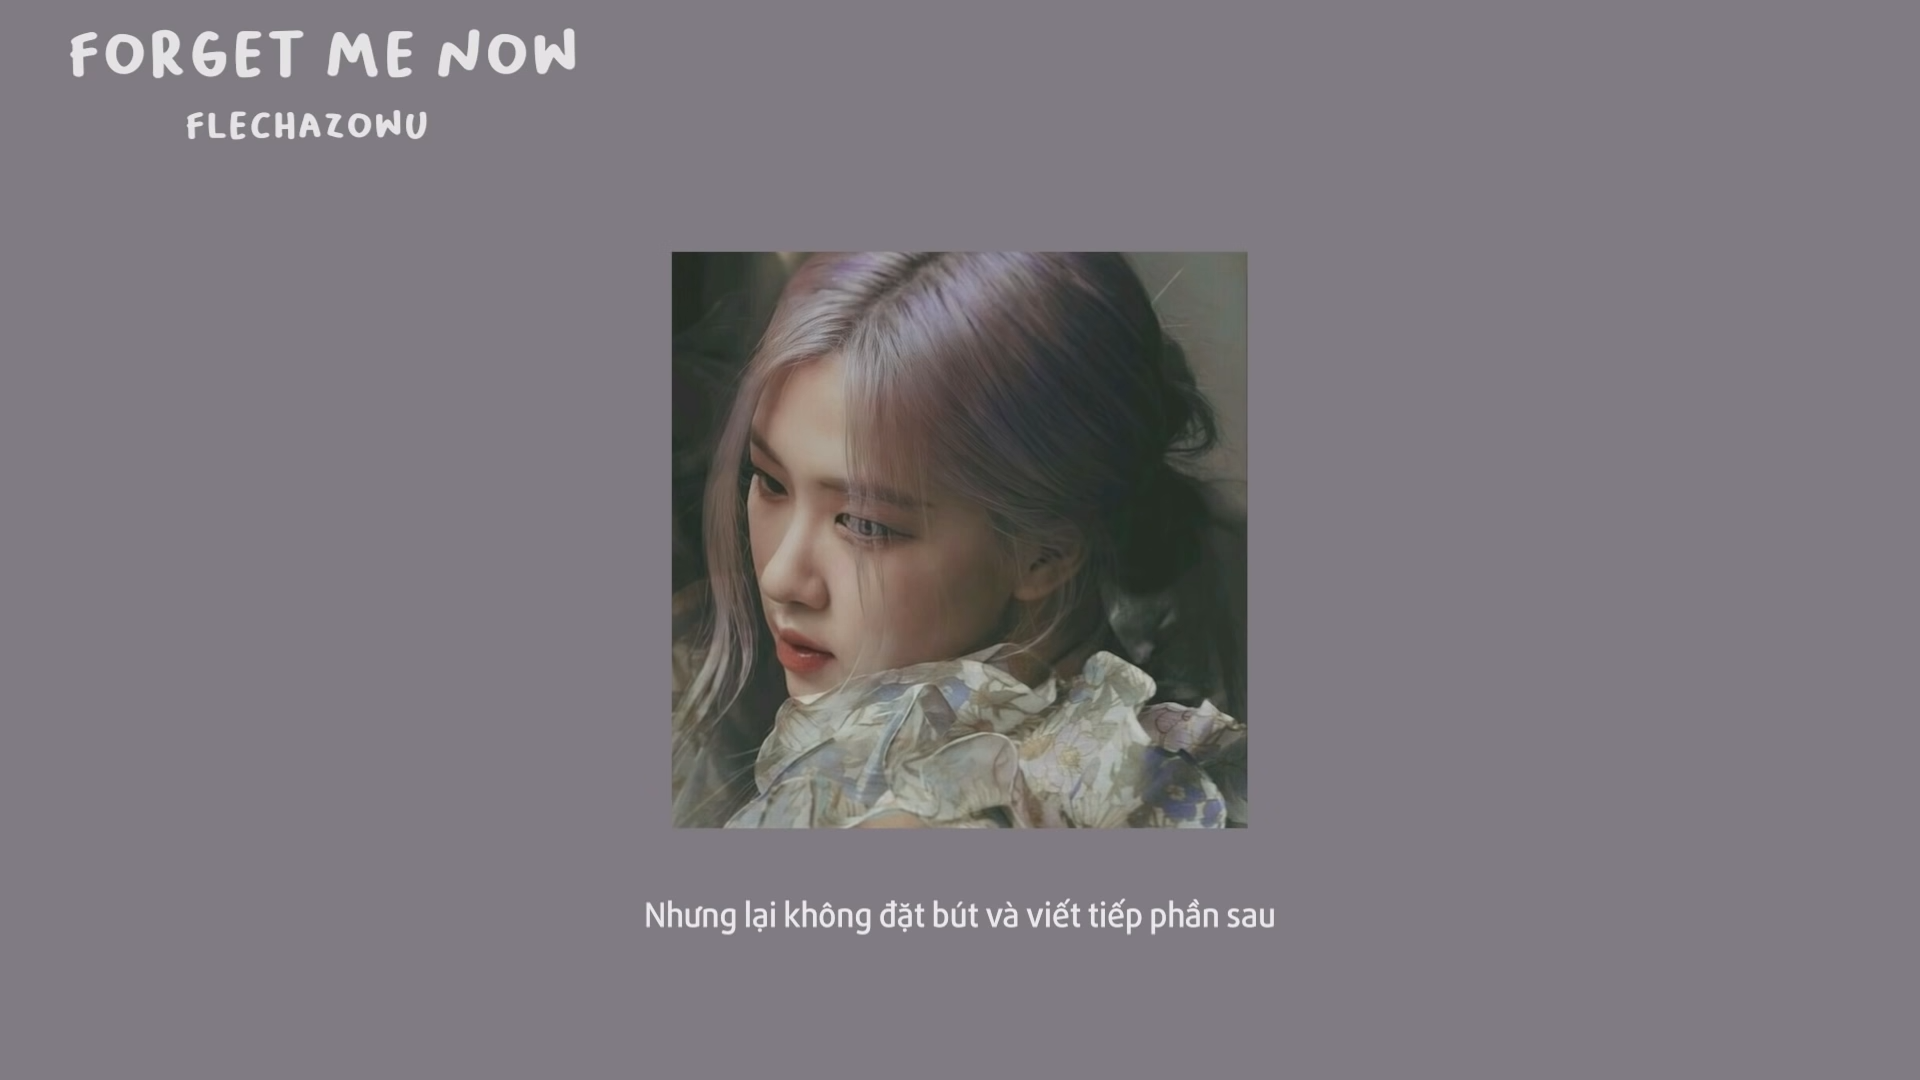 FORGET ME NOW
FLECHAZOWU
Nhưng lại không đặt bút và viết tiếp phần sau